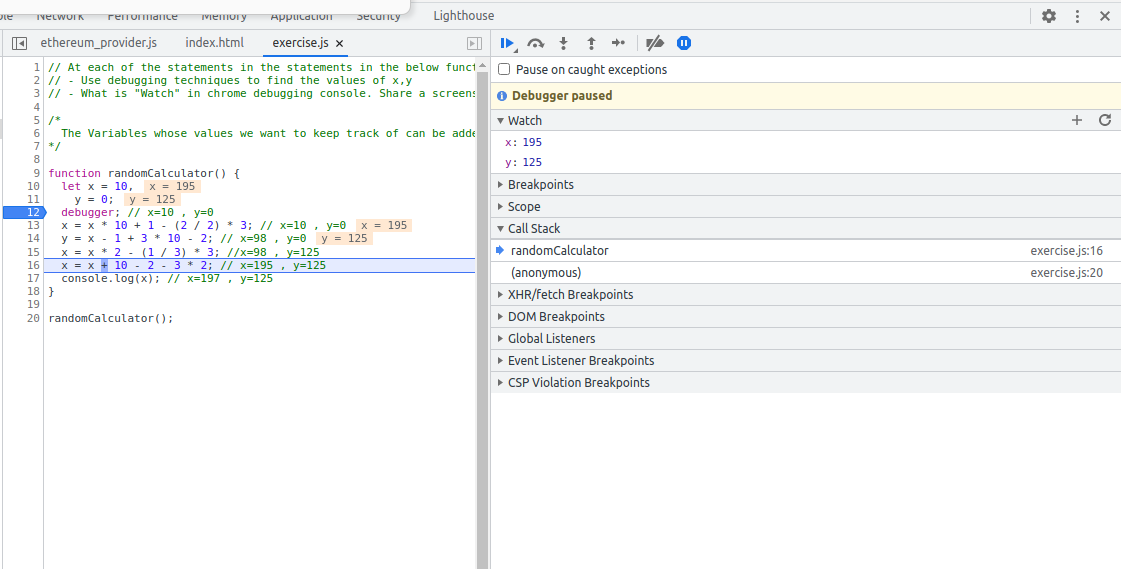 Network Performance Memory Application Security Lighthouse
ethereum_provider.js index.html exercise.js
1 // At each of the statements in the statements in the below funct
2 // - Use debugging techniques to find the values of x,y
3 // - What is "Watch" in chrome debugging console. Share a screens
4
5 /*
6 The Variables whose values we want to keep track of can be adde
7 */
8
9 function randomCalculator() {
10 let x = 10, x = 195
11 y = 0; y = 125
12 debugger; // x=10 , y=0
13 x = x * 10 + 1 - (2 / 2) * 3; // x=10 , y=0 x = 195
14 y = x - 1 + 3 * 10 - 2; // x=98 , y=0 y = 125
15 x = x * 2 - (1 / 3) * 3; //x=98 , y=125
16 x = x + 10 - 2 - 3 * 2; // x=195 , y=125
17 console.log(x); // x=197 , y=125
18 }
19
20 randomCalculator();
Pause on caught exceptions
Debugger paused
Watch
x: 195
y: 125
Breakpoints
Scope
Call Stack
randomCalculator exercise.js:16
(anonymous) exercise.js:20
XHR/fetch Breakpoints
DOM Breakpoints
Global Listeners
Event Listener Breakpoints
CSP Violation Breakpoints